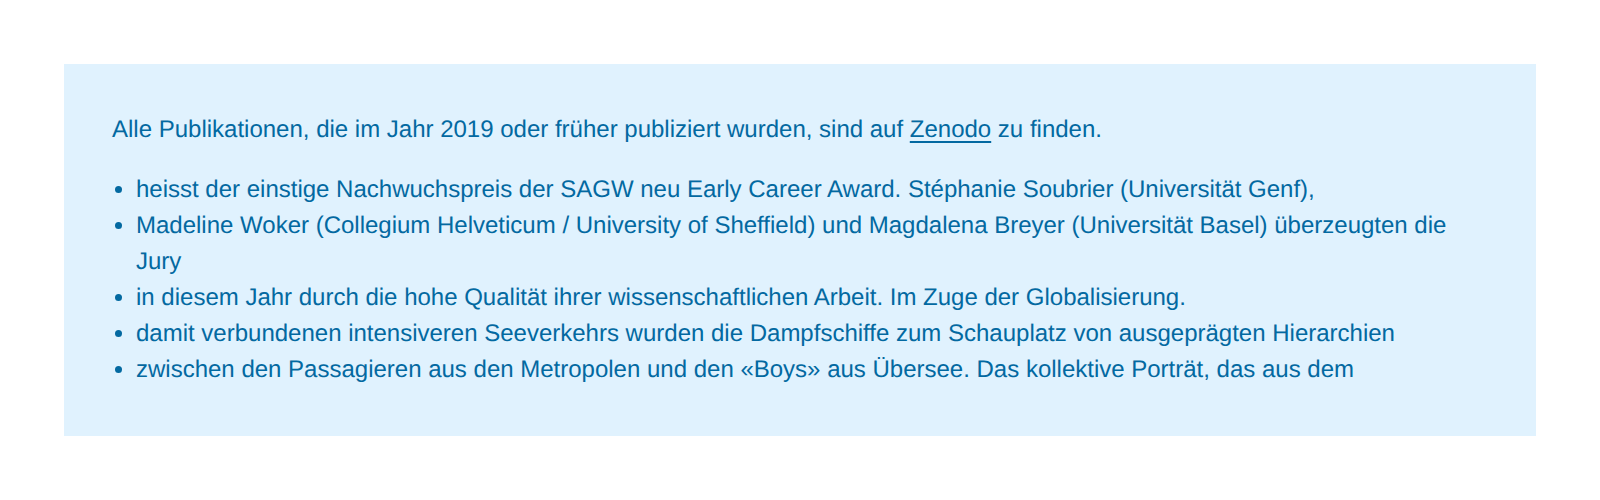 Alle Publikationen, die im Jahr 2019 oder früher publiziert wurden, sind auf Zenodo zu finden.
• heisst der einstige Nachwuchspreis der SAGW neu Early Career Award. Stéphanie Soubrier (Universität Genf),
• Madeline Woker (Collegium Helveticum / University of Sheffield) und Magdalena Breyer (Universität Basel) überzeugten die
Jury
• in diesem Jahr durch die hohe Qualität ihrer wissenschaftlichen Arbeit. Im Zuge der Globalisierung.
• damit verbundenen intensiveren Seeverkehrs wurden die Dampfschiffe zum Schauplatz von ausgeprägten Hierarchien
• zwischen den Passagieren aus den Metropolen und den «Boys» aus Übersee. Das kollektive Porträt, das aus dem